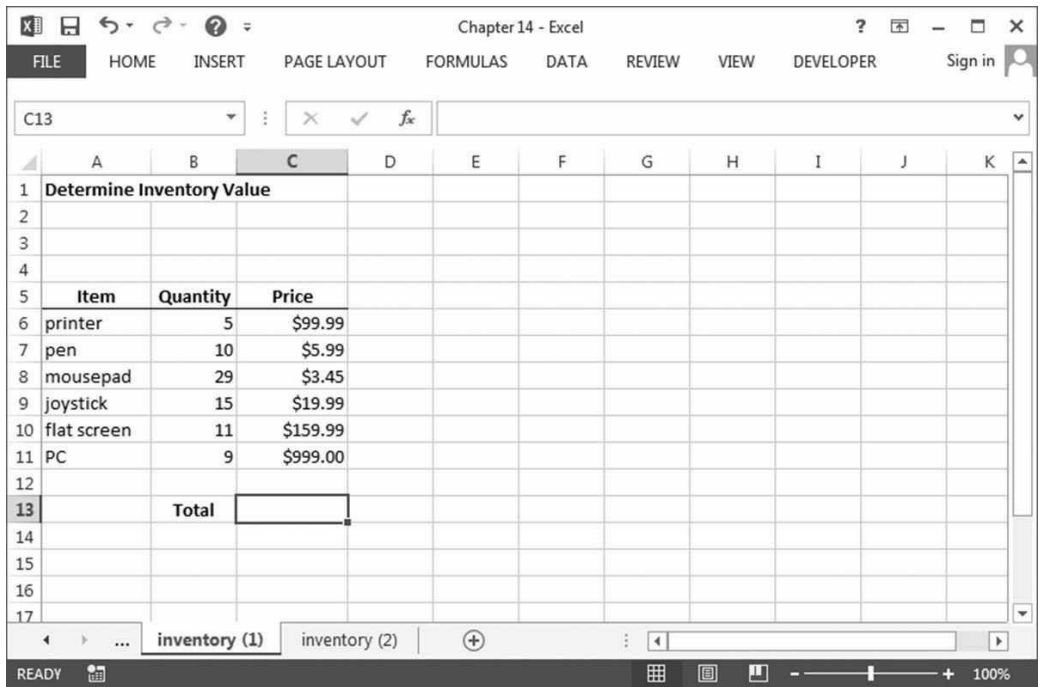 Chapter 14 - Excel
FILE HOME INSERT PAGE LAYOUT FORMULAS DATA REVIEW VIEW DEVELOPER Sign in
C13 fx
A B C D E F G H I J K
1 Determine Inventory Value
2
3
4
5 Item Quantity Price
6 printer 5 $99.99
7 pen 10 $5.99
8 mousepad 29 $3.45
9 joystick 15 $19.99
10 flat screen 11 $159.99
11 PC 9 $999.00
12
13 Total
14
15
16
17
... inventory (1) inventory (2)
READY 100%